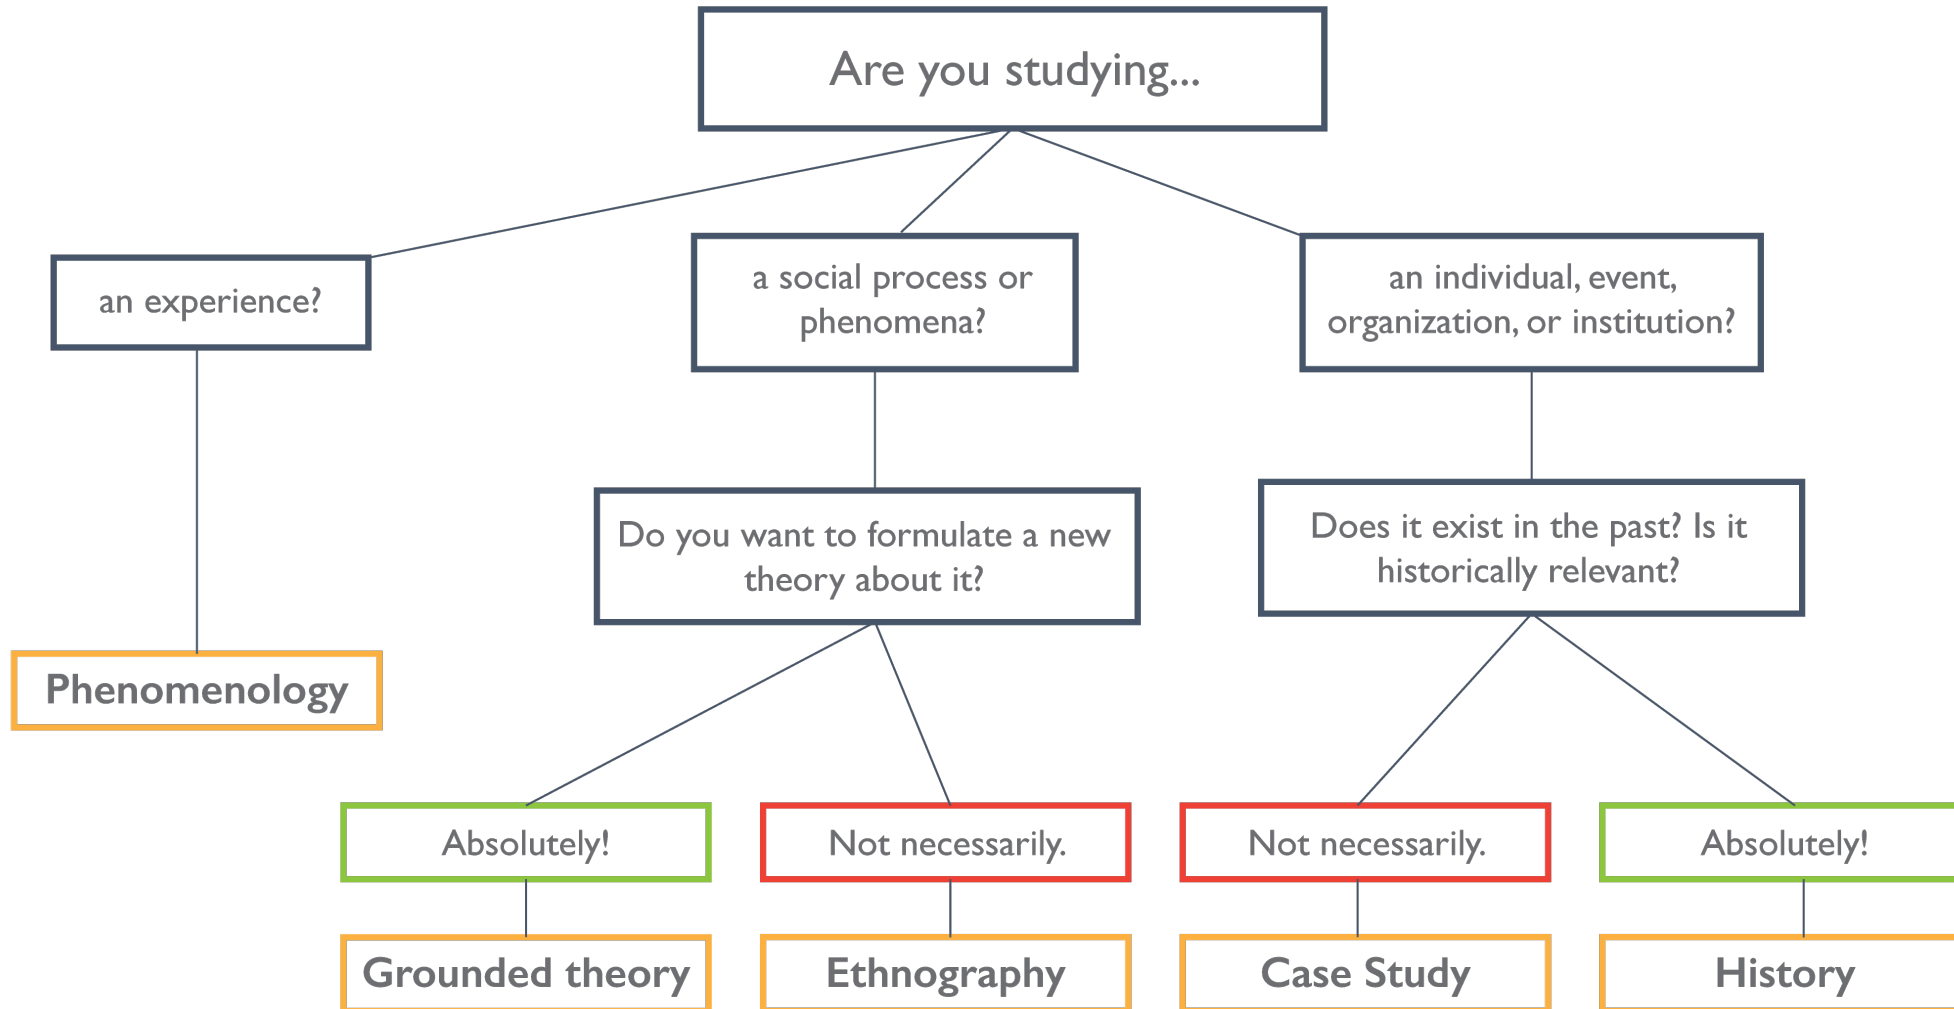 Are you studying...
an experience?
a social process or
phenomena?
an individual, event,
organization, or institution?
Do you want to formulate a new
theory about it?
Does it exist in the past? Is it
historically relevant?
Phenomenology
Absolutely!
Not necessarily.
Not necessarily.
Absolutely!
Grounded theory
Ethnography
Case Study
History